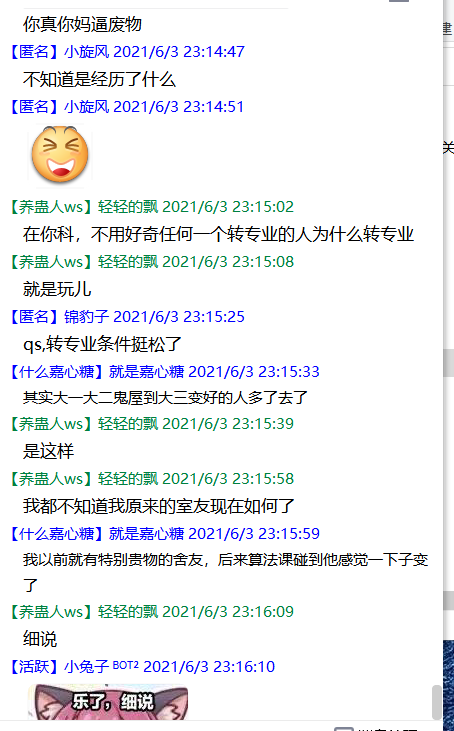 你真你妈逼废物
【匿名】小旋风 2021/6/3 23:14:47
不知道是经历了什么
【匿名】小旋风 2021/6/3 23:14:51
【养蛊人ws】轻轻的飘 2021/6/3 23:15:02
在你科，不用好奇任何一个转专业的人为什么转专业
【养蛊人ws】轻轻的飘 2021/6/3 23:15:08
就是玩儿
【匿名】锦豹子 2021/6/3 23:15:25
qs,转专业条件挺松了
【什么嘉心糖】就是嘉心糖 2021/6/3 23:15:33
其实大一大二鬼屋到大三变好的人多了去了
【养蛊人ws】轻轻的飘 2021/6/3 23:15:39
是这样
【养蛊人ws】轻轻的飘 2021/6/3 23:15:58
我都不知道我原来的室友现在如何了
【什么嘉心糖】就是嘉心糖 2021/6/3 23:15:59
我以前就有特别贵物的舍友，后来算法课碰到他感觉一下子变
了
【养蛊人ws】轻轻的飘 2021/6/3 23:16:09
细说
【活跃】小兔子 BOT2 2021/6/3 23:16:10
乐了，细说
关